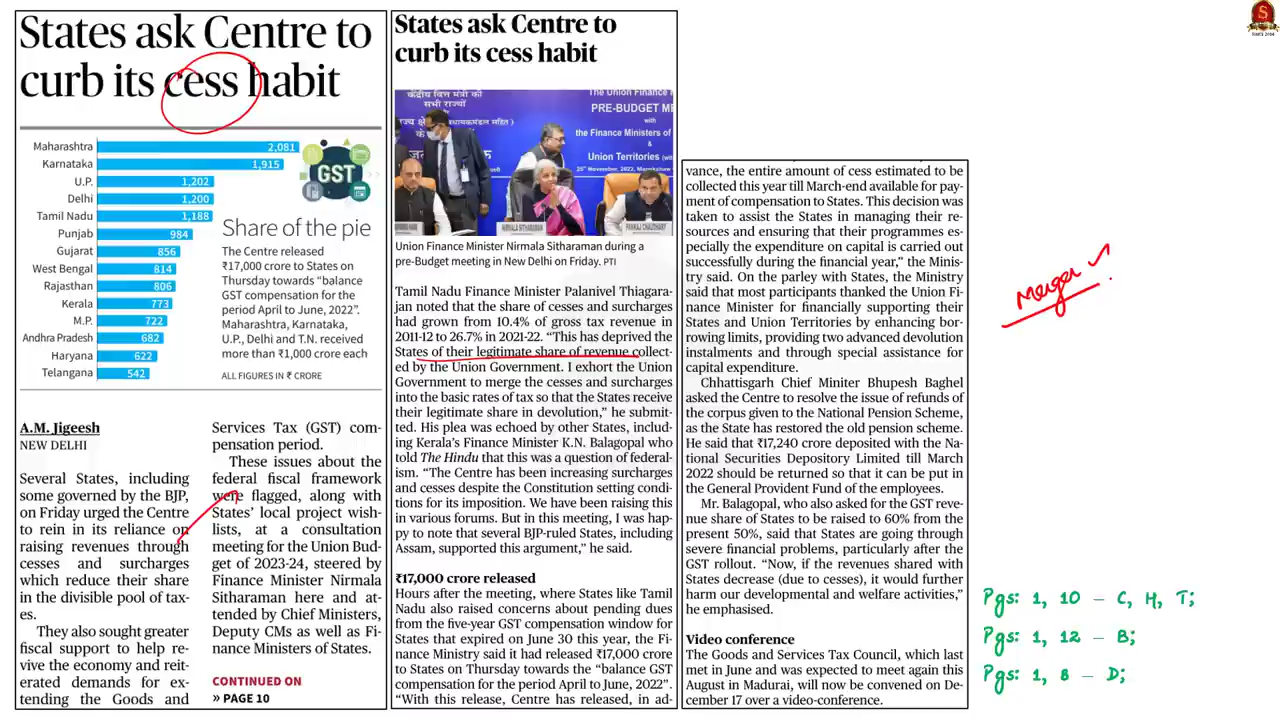 States ask Centre to
curb its cess habit
Maharashtra 2,081
Karnataka 1,915
U.P. 1,202
Delhi 1,200
Tamil Nadu 1,188
Punjab 984
Gujarat 856
West Bengal 814
Rajasthan 806
Kerala 773
M.P. 722
Andhra Pradesh 682
Haryana 622
Telangana 542
GST
Share of the pie
The Centre released
₹17,000 crore to States on
Thursday towards “balance
GST compensation for the
period April to June, 2022”.
Maharashtra, Karnataka,
U.P., Delhi and T.N. received
more than ₹1,000 crore each
ALL FIGURES IN ₹ CRORE
A.M. Jigeesh
NEW DELHI
Several States, including
some governed by the BJP,
on Friday urged the Centre
to rein in its reliance on
raising revenues through
cesses and surcharges
which reduce their share
in the divisible pool of tax-
es.
They also sought greater
fiscal support to help re-
vive the economy and reit-
erated demands for ex-
tending the Goods and
Services Tax (GST) com-
pensation period.
These issues about the
federal fiscal framework
were flagged, along with
States’ local project wish-
lists, at a consultation
meeting for the Union Bud-
get of 2023-24, steered by
Finance Minister Nirmala
Sitharaman here and at-
tended by Chief Ministers,
Deputy CMs as well as Fi-
nance Ministers of States.
CONTINUED ON
» PAGE 10
States ask Centre to
curb its cess habit
केंद्रीय वित्त मंत्री की
सभी राज्यों
The Union Finance
PRE-BUDGET ME
with
the Finance Ministers of
&
Union Territories
NIRMALA SITHARAMAN
PANKAJ CHAUDHARY
Union Finance Minister Nirmala Sitharaman during a
pre-Budget meeting in New Delhi on Friday. PTI
Tamil Nadu Finance Minister Palanivel Thiagara-
jan noted that the share of cesses and surcharges
had grown from 10.4% of gross tax revenue in
2011-12 to 26.7% in 2021-22. “This has deprived the
States of their legitimate share of revenue collect-
ed by the Union Government. I exhort the Union
Government to merge the cesses and surcharges
into the basic rates of tax so that the States receive
their legitimate share in devolution,” he submit-
ted. His plea was echoed by other States, includ-
ing Kerala’s Finance Minister K.N. Balagopal who
told The Hindu that this was a question of federal-
ism. “The Centre has been increasing surcharges
and cesses despite the Constitution setting condi-
tions for its imposition. We have been raising this
in various forums. But in this meeting, I was hap-
py to note that several BJP-ruled States, including
Assam, supported this argument,” he said.
₹17,000 crore released
Hours after the meeting, where States like Tamil
Nadu also raised concerns about pending dues
from the five-year GST compensation window for
States that expired on June 30 this year, the Fi-
nance Ministry said it had released ₹17,000 crore
to States on Thursday towards the “balance GST
compensation for the period April to June, 2022”.
“With this release, Centre has released, in ad-
vance, the entire amount of cess estimated to be
collected this year till March-end available for pay-
ment of compensation to States. This decision was
taken to assist the States in managing their re-
sources and ensuring that their programmes es-
pecially the expenditure on capital is carried out
successfully during the financial year,” the Minis-
try said. On the parley with States, the Ministry
said that most participants thanked the Union Fi-
nance Minister for financially supporting their
States and Union Territories by enhancing bor-
rowing limits, providing two advanced devolution
instalments and through special assistance for
capital expenditure.
Chhattisgarh Chief Miniter Bhupesh Baghel
asked the Centre to resolve the issue of refunds of
the corpus given to the National Pension Scheme,
as the State has restored the old pension scheme.
He said that ₹17,240 crore deposited with the Na-
tional Securities Depository Limited till March
2022 should be returned so that it can be put in
the General Provident Fund of the employees.
Mr. Balagopal, who also asked for the GST reve-
nue share of States to be raised to 60% from the
present 50%, said that States are going through
severe financial problems, particularly after the
GST rollout. “Now, if the revenues shared with
States decrease (due to cesses), it would further
harm our developmental and welfare activities,”
he emphasised.
Video conference
The Goods and Services Tax Council, which last
met in June and was expected to meet again this
August in Madurai, will now be convened on De-
cember 17 over a video-conference.
Merger
Pgs: 1, 10 – C, H, T;
Pgs: 1, 12 – B;
Pgs: 1, 8 – D;